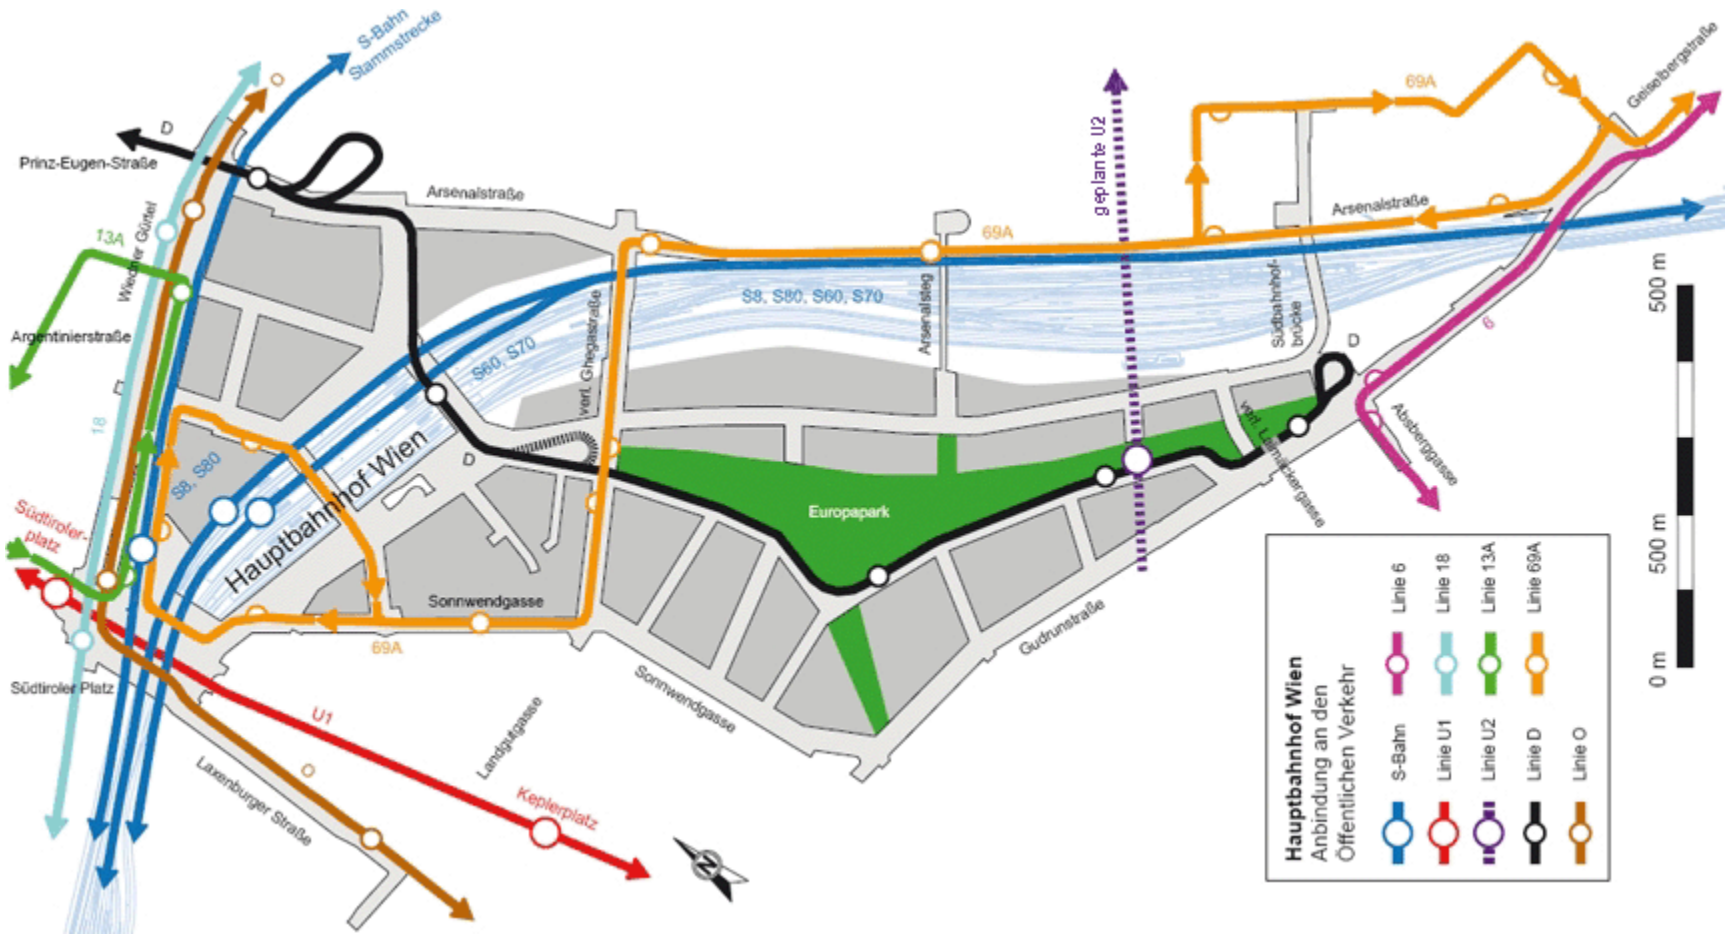 S-Bahn
Stammstrecke
O
D
Prinz-Eugen-Straße
Arsenalstraße
Wiedner Gürtel
13A
Argentinierstraße
18
geplante U2
69A
Geiselbergstraße
Arsenalstraße
69A
S8, S80, S60, S70
S60, S70
verl. Ghegastraße
Arsenalsteg
Südbahnhof-
brücke
D
6
Absberggasse
verl. Laimäckergasse
S8, S80
Hauptbahnhof Wien
D
Europapark
Südtiroler-
platz
Sonnwendgasse
69A
Südtiroler Platz
U1
O
Laxenburger Straße
Landgutgasse
Keplerplatz
Sonnwendgasse
Gudrunstraße
N
Hauptbahnhof Wien
Anbindung an den
Öffentlichen Verkehr
S-Bahn
Linie U1
Linie U2
Linie D
Linie O
Linie 6
Linie 18
Linie 13A
Linie 69A
500 m
500 m
0 m